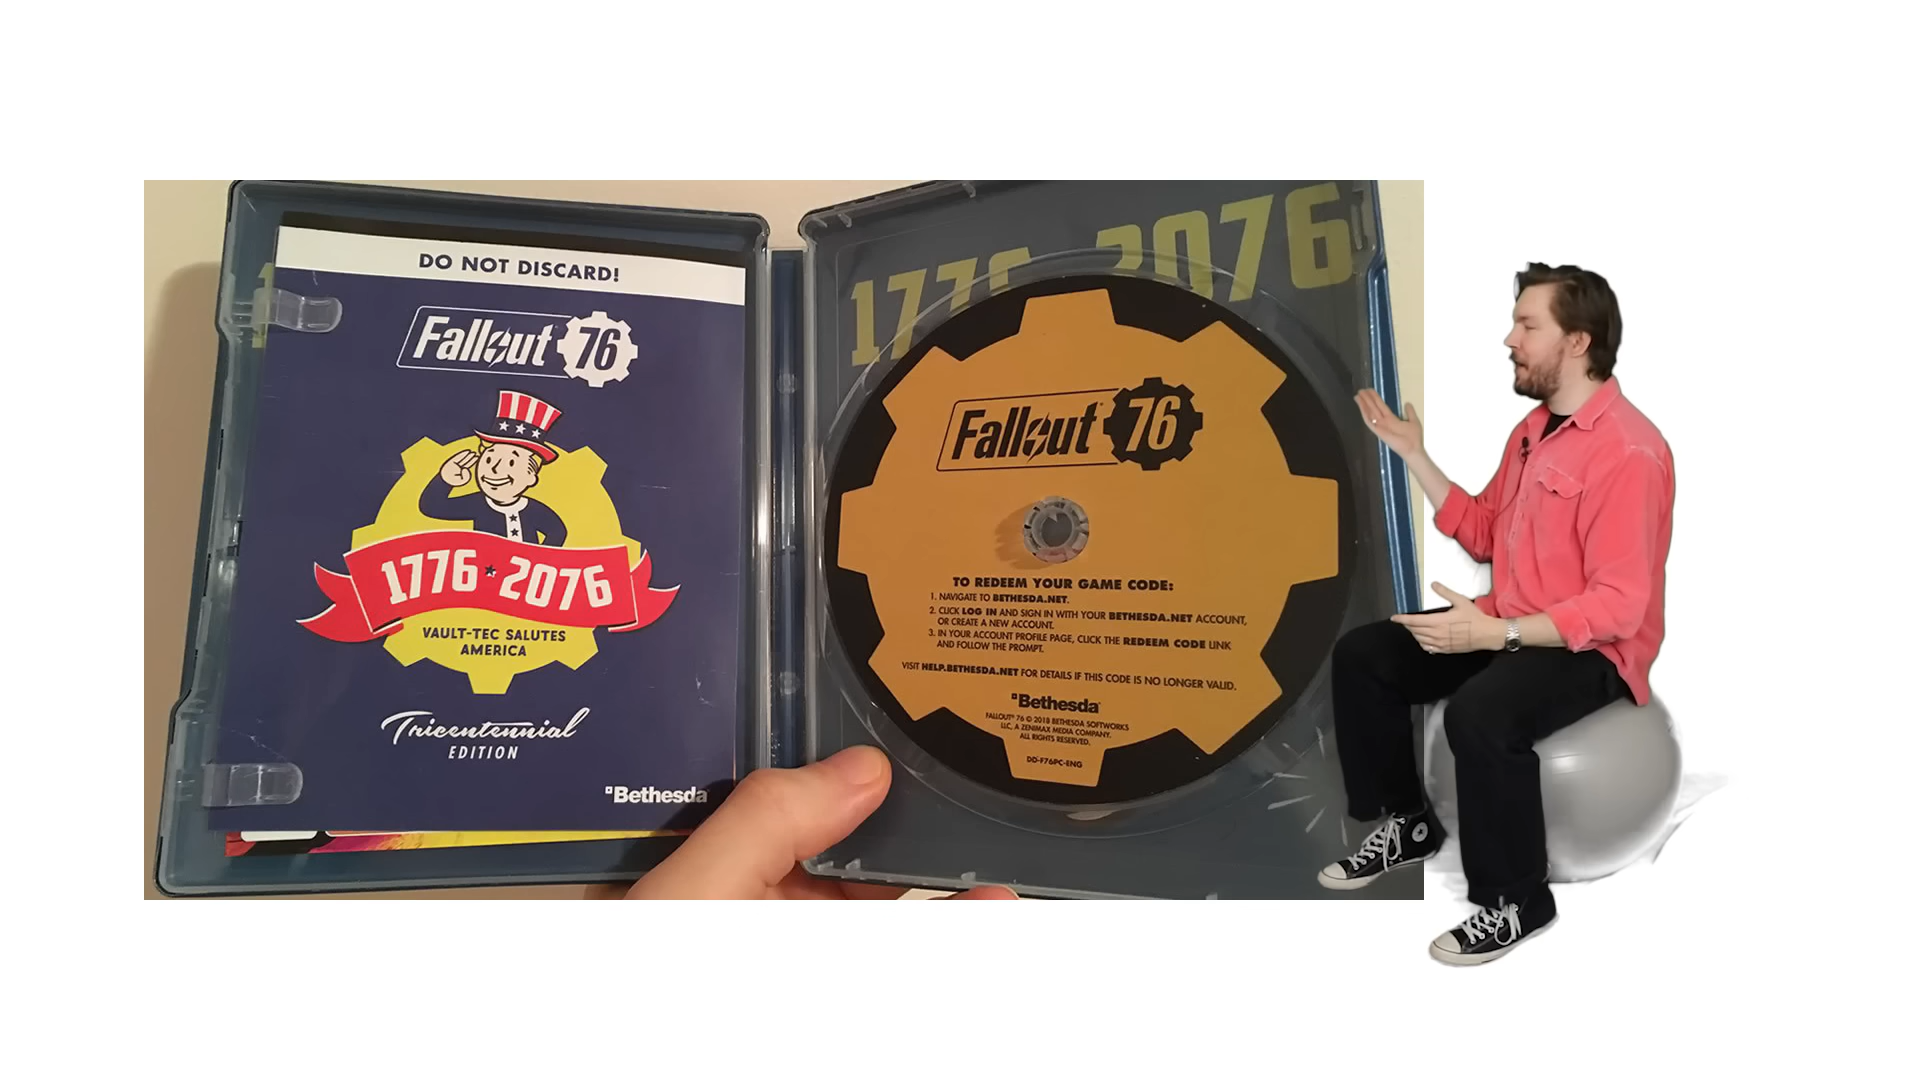 DO NOT DISCARD!
Fallout 76
1776 ★ 2076
VAULT-TEC SALUTES
AMERICA
Tricentennial
EDITION
Bethesda
1776 2076
Fallout 76
TO REDEEM YOUR GAME CODE:
1. NAVIGATE TO BETHESDA.NET.
2. CLICK LOG IN AND SIGN IN WITH YOUR BETHESDA.NET ACCOUNT,
OR CREATE A NEW ACCOUNT.
3. IN YOUR ACCOUNT PROFILE PAGE, CLICK THE REDEEM CODE LINK
AND FOLLOW THE PROMPT.
VISIT HELP.BETHESDA.NET FOR DETAILS IF THIS CODE IS NO LONGER VALID.
Bethesda
FALLOUT® 76 © 2018 BETHESDA SOFTWORKS
LLC, A ZENIMAX MEDIA COMPANY.
ALL RIGHTS RESERVED.
DD-F76PC-ENG